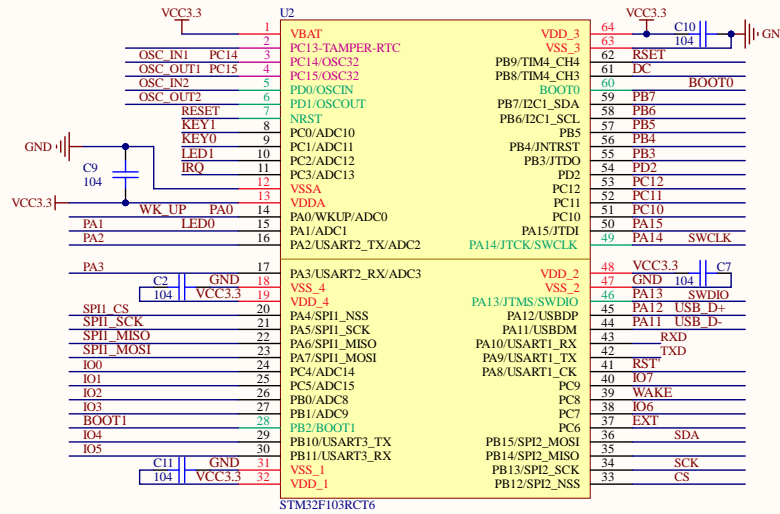 VCC3.3 U2 VCC3.3 C10
1 VBAT VDD_3 64 104 GN
2 PC13-TAMPER-RTC VSS_3 63
OSC_IN1 PC14 3 PC14/OSC32 PB9/TIM4_CH4 62 RSET
OSC_OUT1 PC15 4 PC15/OSC32 PB8/TIM4_CH3 61 DC
OSC_IN2 5 PD0/OSCIN BOOT0 60 BOOT0
OSC_OUT2 6 PD1/OSCOUT PB7/I2C1_SDA 59 PB7
RESET 7 NRST PB6/I2C1_SCL 58 PB6
KEY1 8 PC0/ADC10 PB5 57 PB5
GND KEY0 9 PC1/ADC11 PB4/JNTRST 56 PB4
LED1 10 PC2/ADC12 PB3/JTDO 55 PB3
C9 104 IRQ 11 PC3/ADC13 PD2 54 PD2
12 VSSA PC12 53 PC12
VCC3.3 13 VDDA PC11 52 PC11
WK_UP PA0 14 PA0/WKUP/ADC0 PC10 51 PC10
PA1 LED0 15 PA1/ADC1 PA15/JTDI 50 PA15
PA2 16 PA2/USART2_TX/ADC2 PA14/JTCK/SWCLK 49 PA14 SWCLK
PA3 17 PA3/USART2_RX/ADC3 VDD_2 48 VCC3.3 C7
C2 GND 18 VSS_4 VSS_2 47 GND 104
104 VCC3.3 19 VDD_4 PA13/JTMS/SWDIO 46 PA13 SWDIO
SPI1_CS 20 PA4/SPI1_NSS PA12/USBDP 45 PA12 USB_D+
SPI1_SCK 21 PA5/SPI1_SCK PA11/USBDM 44 PA11 USB_D-
SPI1_MISO 22 PA6/SPI1_MISO PA10/USART1_RX 43 RXD
SPI1_MOSI 23 PA7/SPI1_MOSI PA9/USART1_TX 42 TXD
IO0 24 PC4/ADC14 PA8/USART1_CK 41 RST'
IO1 25 PC5/ADC15 PC9 40 IO7
IO2 26 PB0/ADC8 PC8 39 WAKE
IO3 27 PB1/ADC9 PC7 38 IO6
BOOT1 28 PB2/BOOT1 PC6 37 EXT
IO4 29 PB10/USART3_TX PB15/SPI2_MOSI 36 SDA
IO5 30 PB11/USART3_RX PB14/SPI2_MISO 35
C11 GND 31 VSS_1 PB13/SPI2_SCK 34 SCK
104 VCC3.3 32 VDD_1 PB12/SPI2_NSS 33 CS
STM32F103RCT6